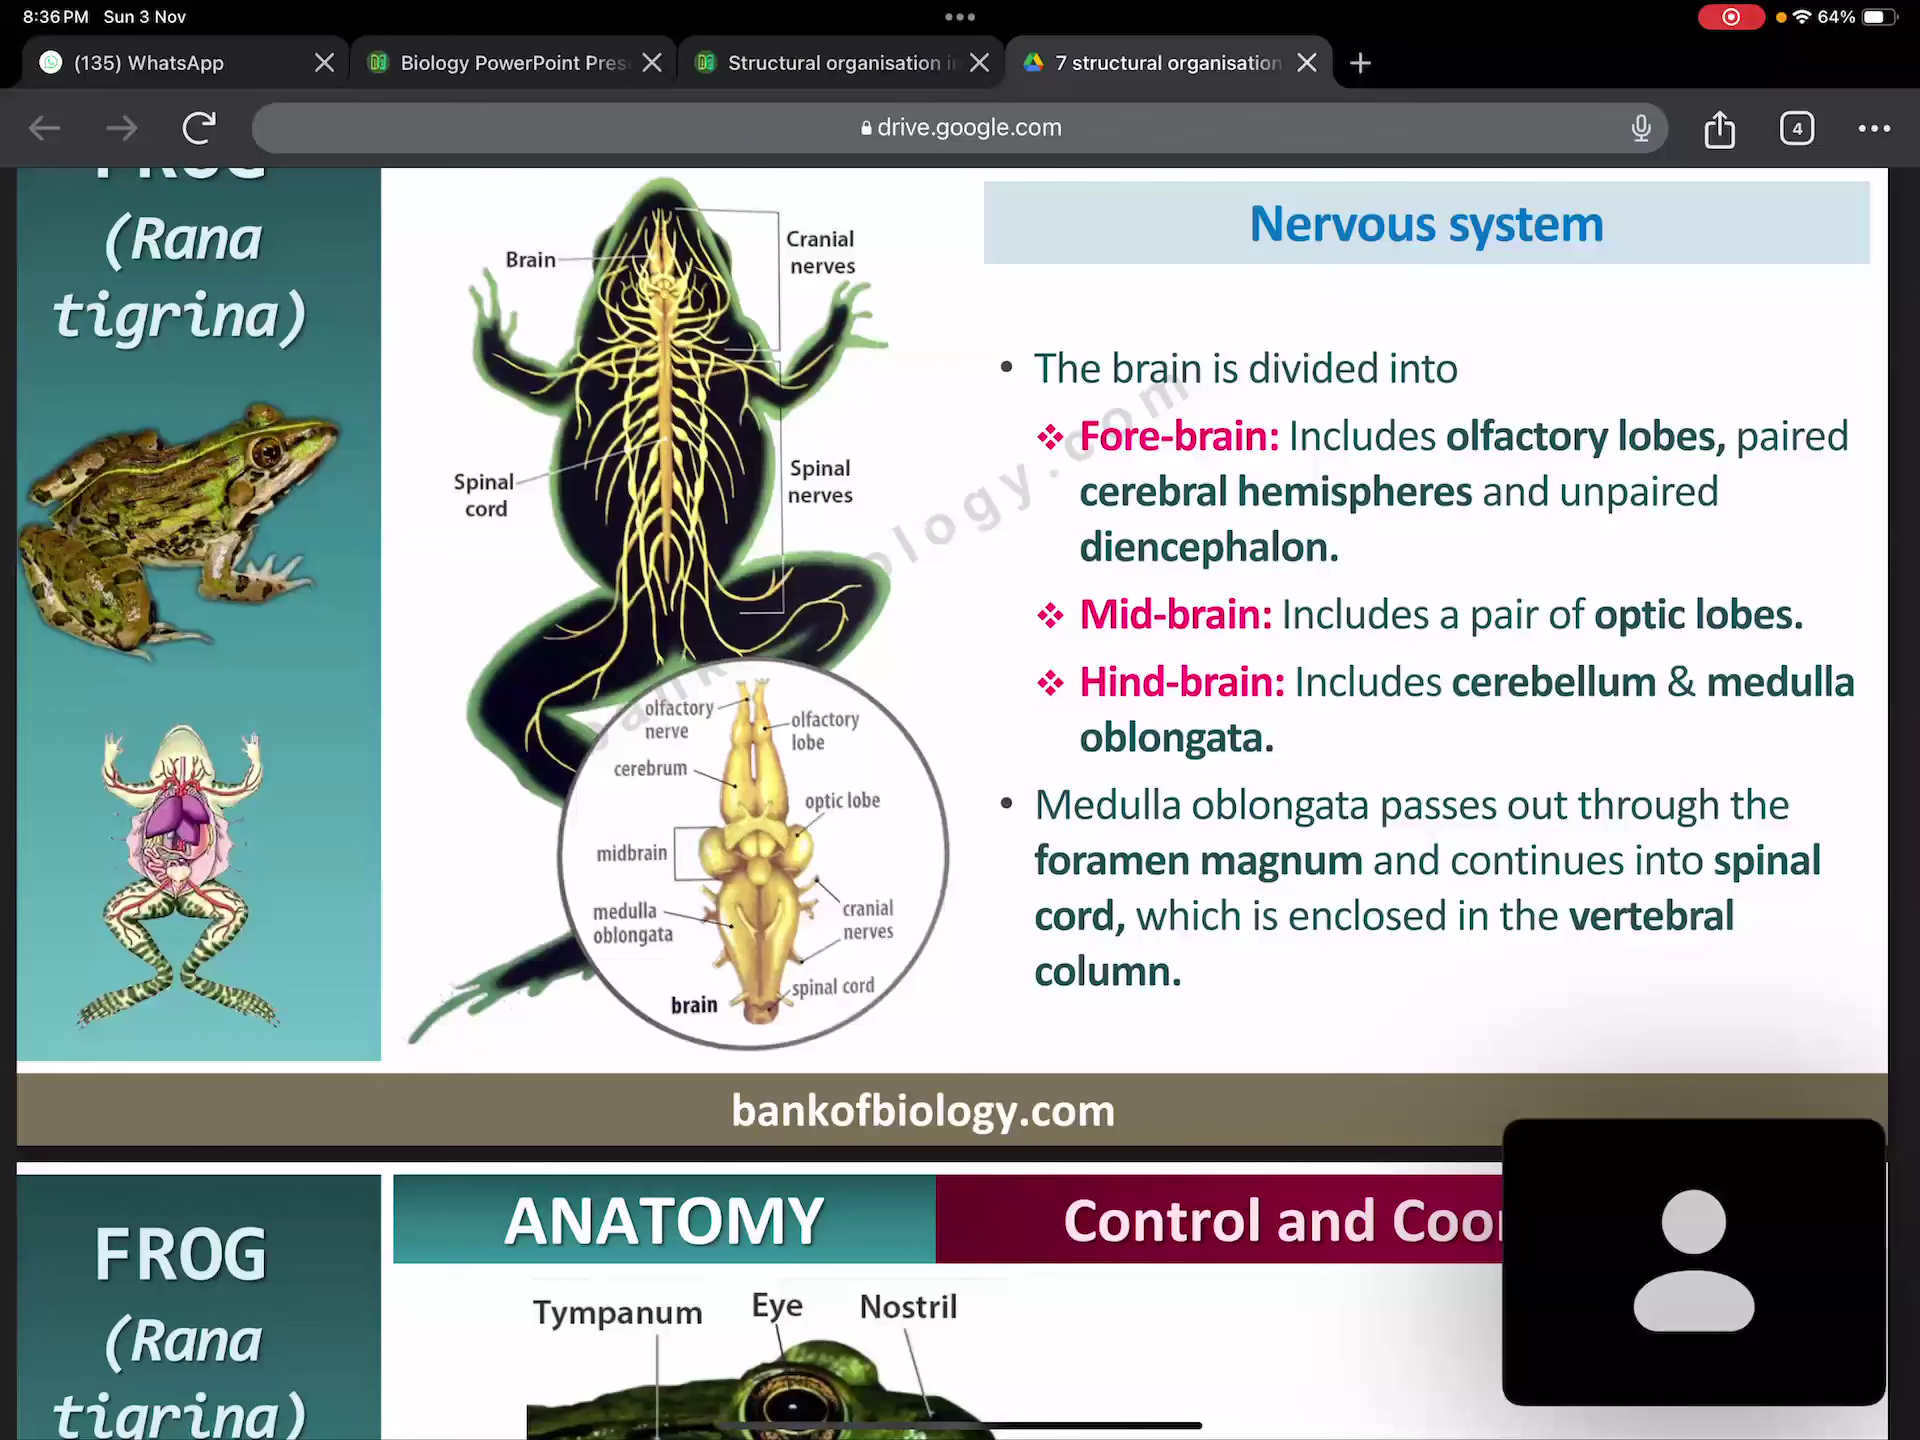 8:36 PM Sun 3 Nov
64%
(135) WhatsApp
Biology PowerPoint Pres
Structural organisation i
7 structural organisation
drive.google.com
4
FROG
(Rana
tigrina)
Brain
Cranial
nerves
Spinal
cord
Spinal
nerves
olfactory
nerve
olfactory
lobe
cerebrum
optic lobe
midbrain
medulla
oblongata
cranial
nerves
spinal cord
brain
Nervous system
• The brain is divided into
❖ Fore-brain: Includes olfactory lobes, paired
cerebral hemispheres and unpaired
diencephalon.
❖ Mid-brain: Includes a pair of optic lobes.
❖ Hind-brain: Includes cerebellum & medulla
oblongata.
• Medulla oblongata passes out through the
foramen magnum and continues into spinal
cord, which is enclosed in the vertebral
column.
bankofbiology.com
FROG
(Rana
tigrina)
ANATOMY
Control and Coo
Tympanum
Eye
Nostril